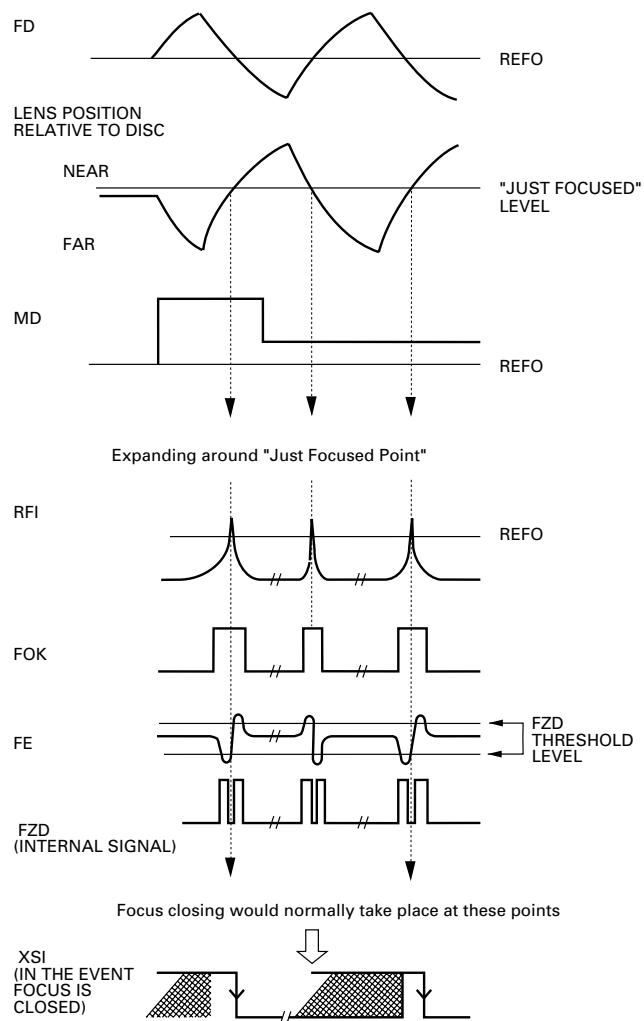 FD
REFO
LENS POSITION
RELATIVE TO DISC
NEAR
"JUST FOCUSED"
LEVEL
FAR
MD
REFO
Expanding around "Just Focused Point"
RFI
REFO
FOK
FE
FZD
THRESHOLD
LEVEL
FZD
(INTERNAL SIGNAL)
Focus closing would normally take place at these points
XSI
(IN THE EVENT
FOCUS IS
CLOSED)